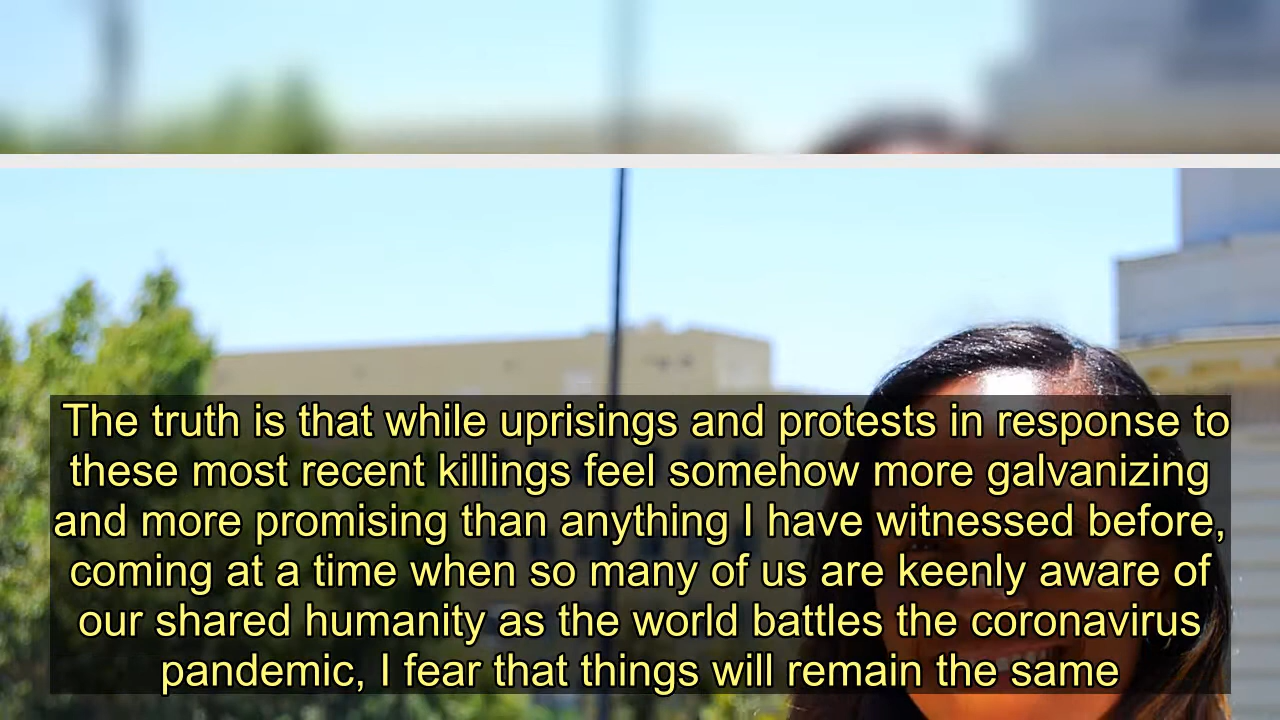 The truth is that while uprisings and protests in response to
these most recent killings feel somehow more galvanizing
and more promising than anything I have witnessed before,
coming at a time when so many of us are keenly aware of
our shared humanity as the world battles the coronavirus
pandemic, I fear that things will remain the same